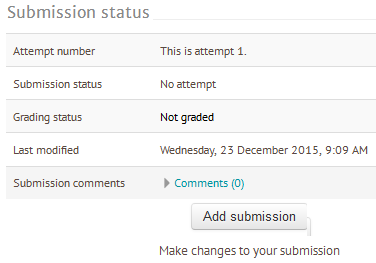 Submission status
Attempt number This is attempt 1.
Submission status No attempt
Grading status Not graded
Last modified Wednesday, 23 December 2015, 9:09 AM
Submission comments Comments (0)
Add submission
Make changes to your submission